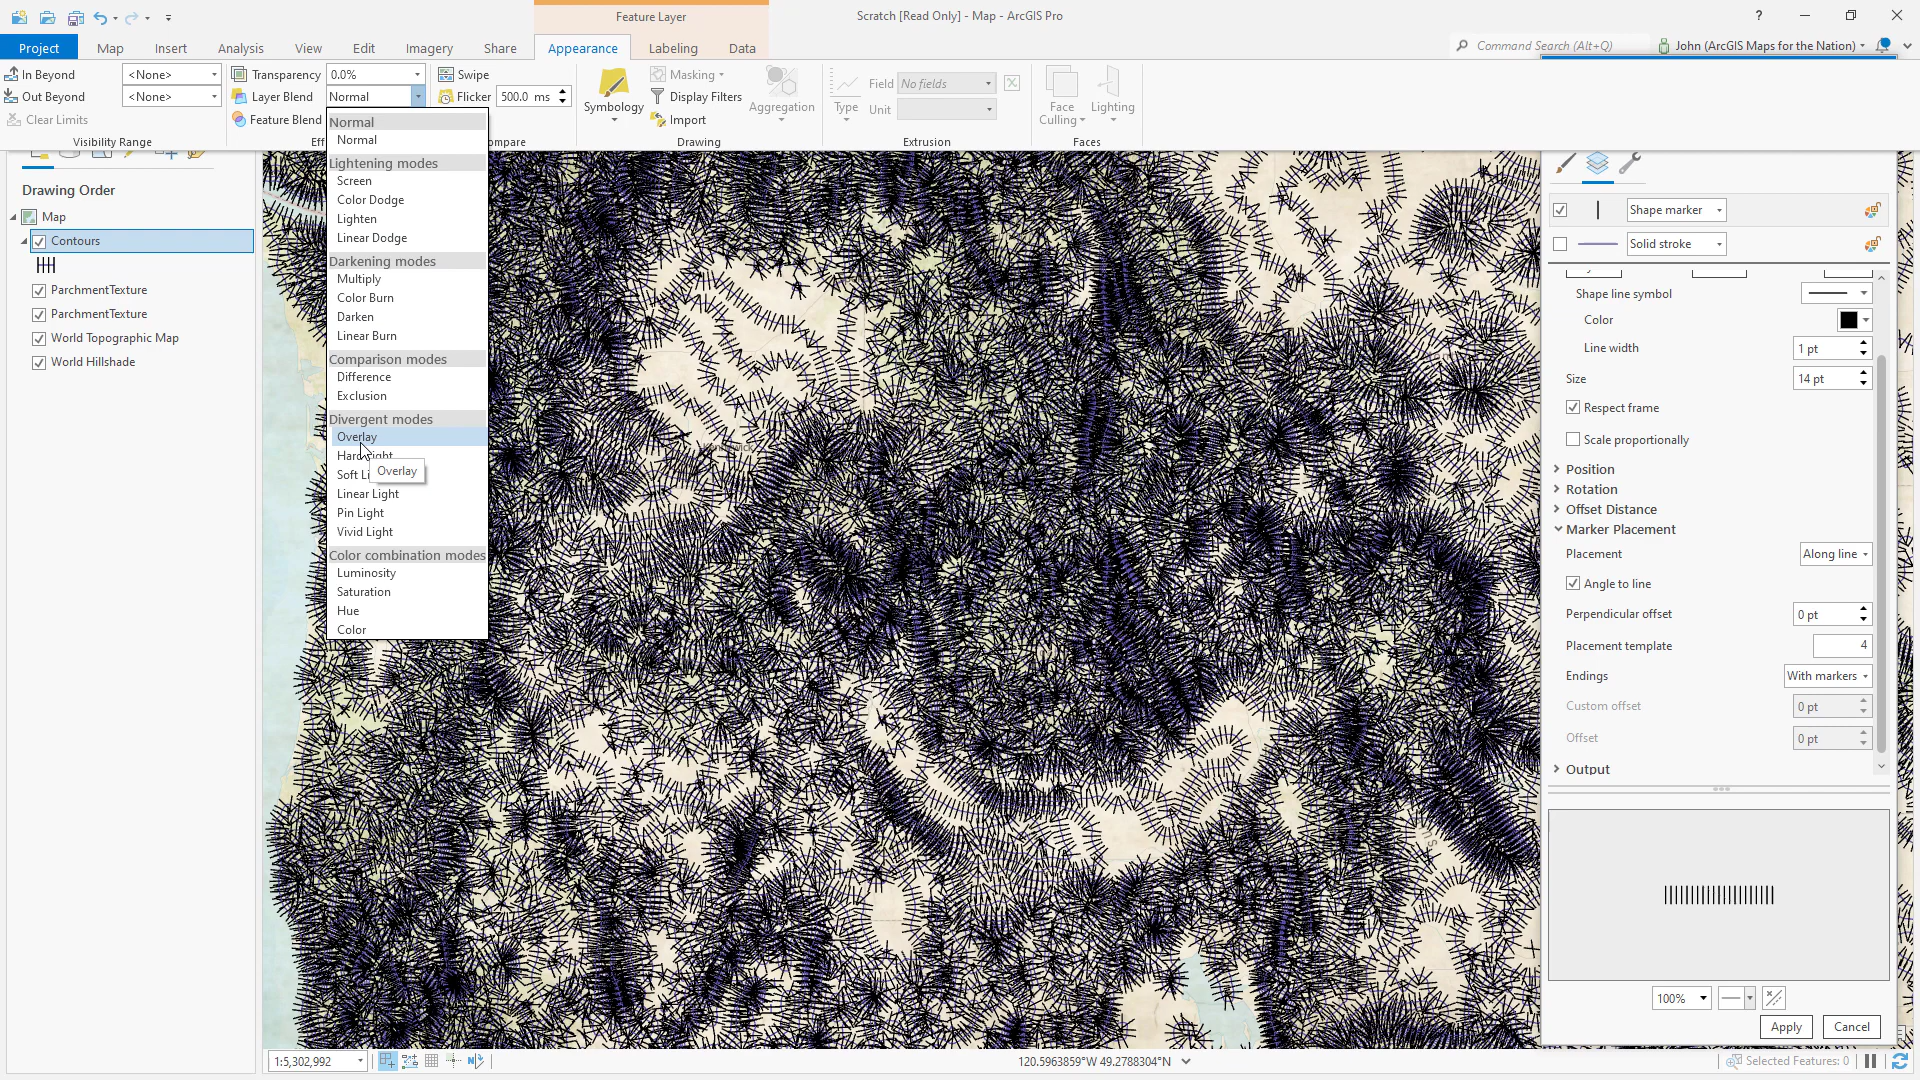 Feature Layer
Scratch [Read Only] - Map - ArcGIS Pro
?
Project
Map
Insert
Analysis
View
Edit
Imagery
Share
Appearance
Labeling
Data
Command Search (Alt+Q)
John (ArcGIS Maps for the Nation)
In Beyond
<None>
Out Beyond
<None>
Clear Limits
Visibility Range
Transparency
0.0%
Layer Blend
Normal
Feature Blend
Swipe
Flicker
500.0 ms
Symbology
Masking
Display Filters
Import
Drawing
Aggregation
Type
Field
No fields
Unit
Extrusion
Face
Culling
Lighting
Faces
Normal
Normal
Lightening modes
Screen
Color Dodge
Lighten
Linear Dodge
Darkening modes
Multiply
Color Burn
Darken
Linear Burn
Comparison modes
Difference
Exclusion
Divergent modes
Overlay
Overlay
Linear Light
Pin Light
Vivid Light
Color combination modes
Luminosity
Saturation
Hue
Color
Drawing Order
Map
Contours
ParchmentTexture
ParchmentTexture
World Topographic Map
World Hillshade
Shape marker
Solid stroke
Shape line symbol
Color
Line width
1 pt
Size
14 pt
Respect frame
Scale proportionally
Position
Rotation
Offset Distance
Marker Placement
Placement
Along line
Angle to line
Perpendicular offset
0 pt
Placement template
4
Endings
With markers
Custom offset
0 pt
Offset
0 pt
Output
100%
Apply
Cancel
1:5,302,992
120.5963859°W 49.2788304°N
Selected Features: 0